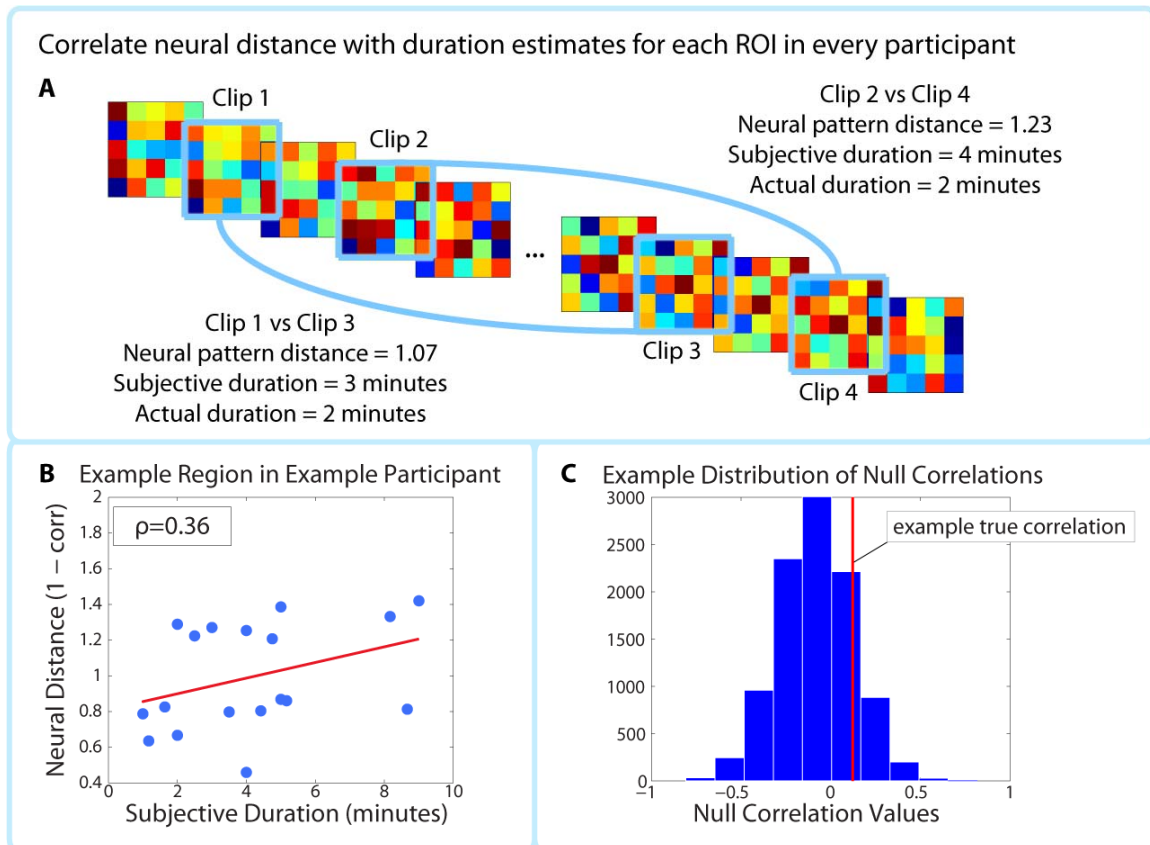 Correlate neural distance with duration estimates for each ROI in every participant
A
Clip 1
Clip 2
Clip 2 vs Clip 4
Neural pattern distance = 1.23
Subjective duration = 4 minutes
Actual duration = 2 minutes
...
Clip 1 vs Clip 3
Neural pattern distance = 1.07
Subjective duration = 3 minutes
Actual duration = 2 minutes
Clip 3
Clip 4
B Example Region in Example Participant
ρ=0.36
Neural Distance (1 − corr)
2
1.8
1.6
1.4
1.2
1
0.8
0.6
0.4
0 2 4 6 8 10
Subjective Duration (minutes)
C Example Distribution of Null Correlations
example true correlation
3000
2500
2000
1500
1000
500
0
−1 −0.5 0 0.5 1
Null Correlation Values